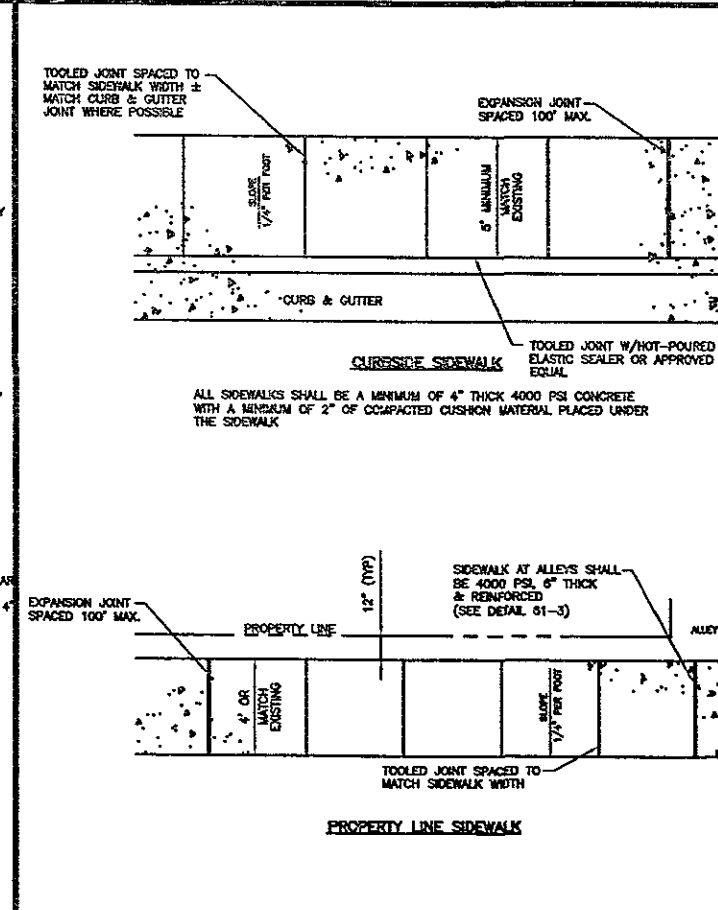 TOOLED JOINT SPACED TO
MATCH SIDEWALK WIDTH ±
MATCH CURB & GUTTER
JOINT WHERE POSSIBLE
EXPANSION JOINT
SPACED 100' MAX.
SLOPE
1/4" PER FOOT
5' MINIMUM
MATCH
EXISTING
CURB & GUTTER
TOOLED JOINT W/HOT-POURED
ELASTIC SEALER OR APPROVED
EQUAL
CURBSIDE SIDEWALK
ALL SIDEWALKS SHALL BE A MINIMUM OF 4" THICK 4000 PSI CONCRETE
WITH A MINIMUM OF 2" OF COMPACTED CUSHION MATERIAL PLACED UNDER
THE SIDEWALK
AR
4"
EXPANSION JOINT
SPACED 100' MAX.
PROPERTY LINE
12" (TYP)
SIDEWALK AT ALLEYS SHALL
BE 4000 PSI, 6" THICK
& REINFORCED
(SEE DETAIL 61-3)
ALLEY
4' OR
MATCH
EXISTING
SLOPE
1/4" PER FOOT
TOOLED JOINT SPACED TO
MATCH SIDEWALK WIDTH
PROPERTY LINE SIDEWALK